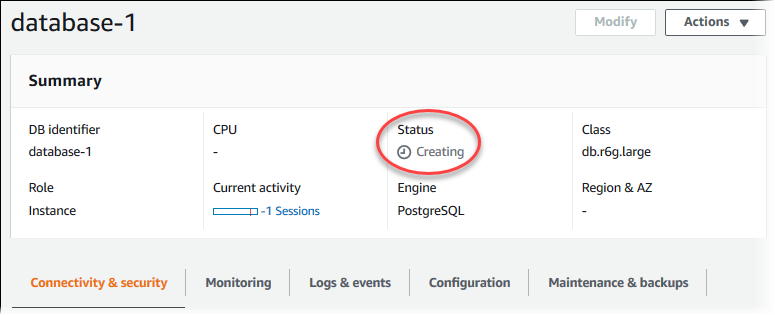 database-1
Modify
Actions
Summary
DB identifier
CPU
Status
Class
database-1
-
Creating
db.r6g.large
Role
Current activity
Engine
Region & AZ
Instance
-1 Sessions
PostgreSQL
-
Connectivity & security
Monitoring
Logs & events
Configuration
Maintenance & backups